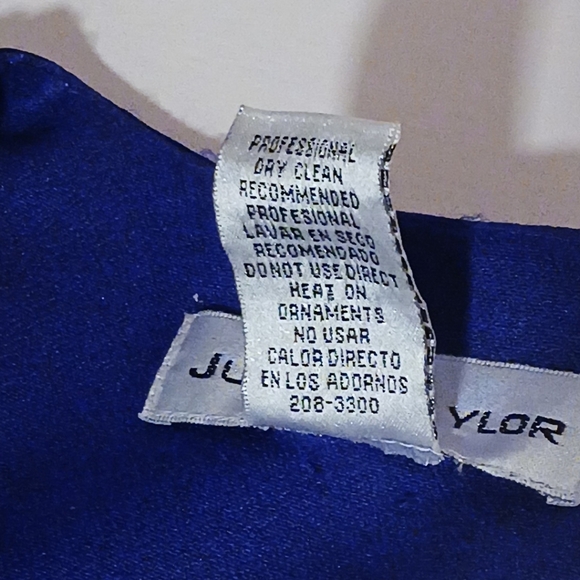 PROFESSIONAL
DRY CLEAN
RECOMMENDED
PROFESIONAL
LAVAR EN SECO
RECOMENDADO
DO NOT USE DIRECT
HEAT ON
ORNAMENTS
NO USAR
CALOR DIRECTO
EN LOS ADORNOS
208-3300
JU YLOR